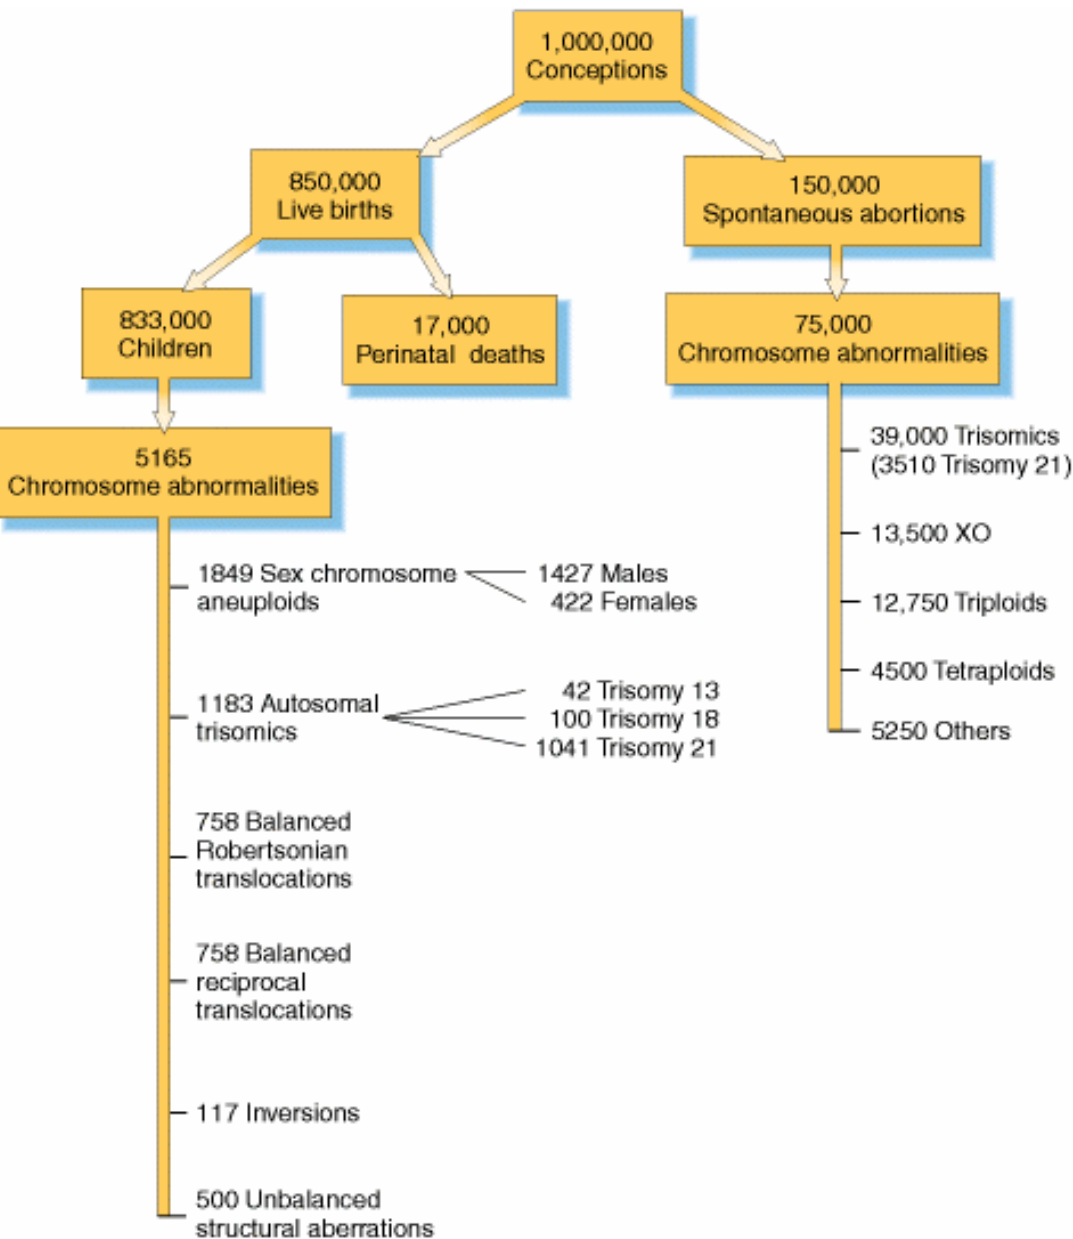 1,000,000
Conceptions
850,000
Live births
150,000
Spontaneous abortions
833,000
Children
17,000
Perinatal deaths
75,000
Chromosome abnormalities
5165
Chromosome abnormalities
39,000 Trisomics
(3510 Trisomy 21)
13,500 XO
12,750 Triploids
4500 Tetraploids
5250 Others
1849 Sex chromosome
aneuploids
1427 Males
422 Females
1183 Autosomal
trisomics
42 Trisomy 13
100 Trisomy 18
1041 Trisomy 21
758 Balanced
Robertsonian
translocations
758 Balanced
reciprocal
translocations
117 Inversions
500 Unbalanced
structural aberrations